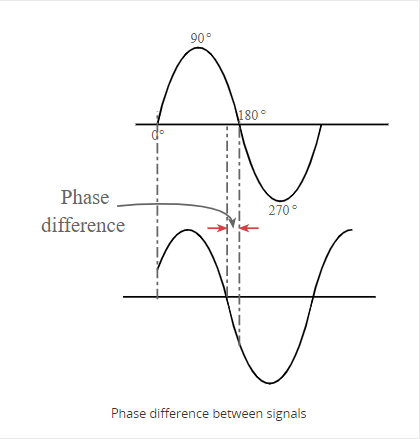 90°
180°
0°
Phase
difference
270°
Phase difference between signals